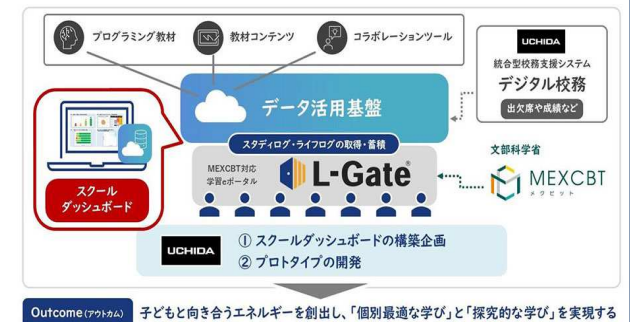 プログラミング教材
教材コンテンツ
コラボレーションツール
UCHIDA
統合型校務支援システム
デジタル校務
出欠席や成績など
データ活用基盤
スタディログ・ライフログの取得・蓄積
MEXCBT対応
学習eポータル
L-Gate®
スクール
ダッシュボード
文部科学省
MEXCBT
メクビット
UCHIDA
① スクールダッシュボードの構築企画
② プロトタイプの開発
Outcome(アウトカム) 子どもと向き合うエネルギーを創出し、「個別最適な学び」と「探究的な学び」を実現する